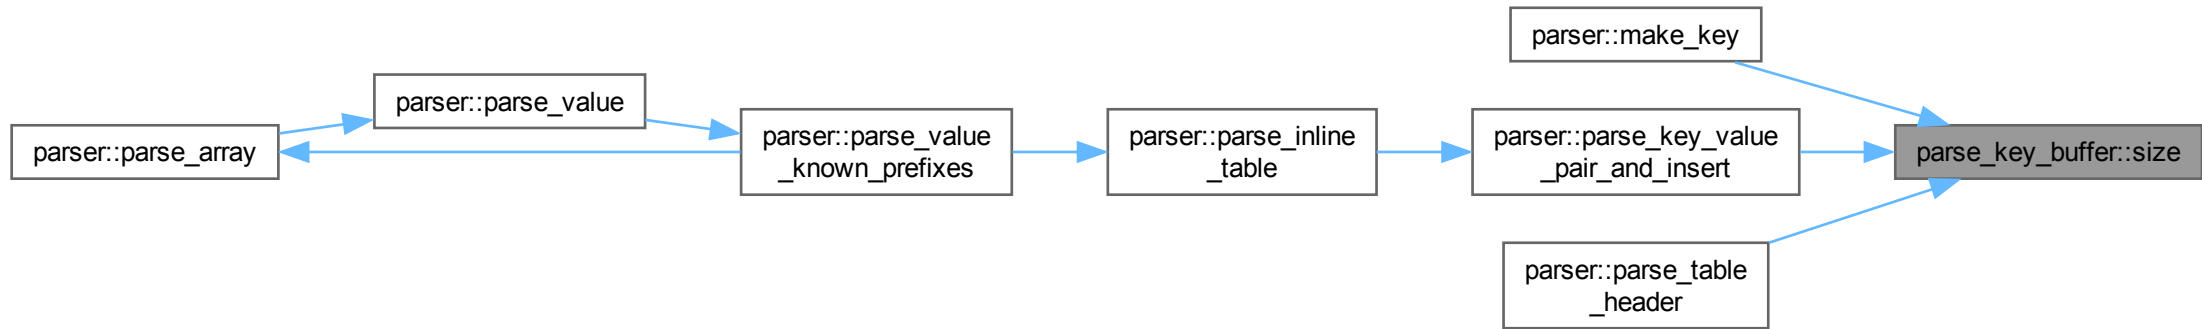 parser::make_key
parser::parse_value
parser::parse_array
parser::parse_value
_known_prefixes
parser::parse_inline
_table
parser::parse_key_value
_pair_and_insert
parse_key_buffer::size
parser::parse_table
_header